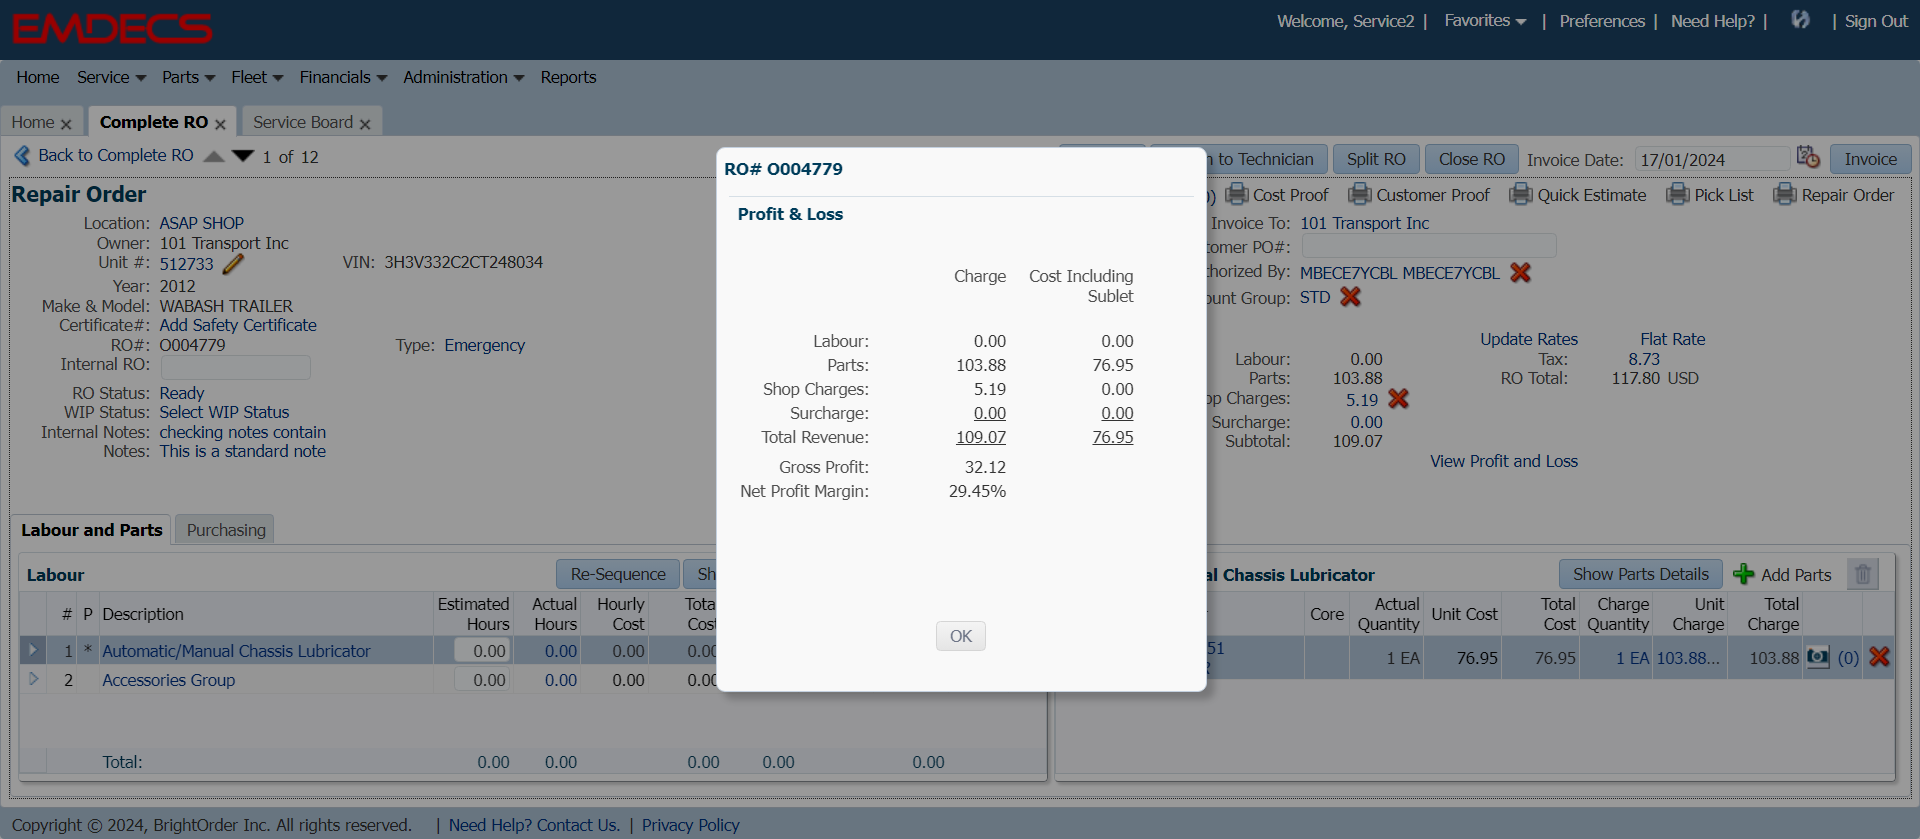 EMDECS
Welcome, Service2 | Favorites | Preferences | Need Help? | | Sign Out
Home Service Parts Fleet Financials Administration Reports
Home Complete RO Service Board
Back to Complete RO 1 of 12
to Technician Split RO Close RO Invoice Date: 17/01/2024 Invoice
Repair Order
Cost Proof Customer Proof Quick Estimate Pick List Repair Order
Location: ASAP SHOP
Owner: 101 Transport Inc
Unit #: 512733 VIN: 3H3V332C2CT248034
Year: 2012
Make & Model: WABASH TRAILER
Certificate#: Add Safety Certificate
RO#: O004779 Type: Emergency
Internal RO:
RO Status: Ready
WIP Status: Select WIP Status
Internal Notes: checking notes contain
Notes: This is a standard note
RO# O004779
Profit & Loss
Charge Cost Including
Sublet
Labour: 0.00 0.00
Parts: 103.88 76.95
Shop Charges: 5.19 0.00
Surcharge: 0.00 0.00
Total Revenue: 109.07 76.95
Gross Profit: 32.12
Net Profit Margin: 29.45%
OK
Invoice To: 101 Transport Inc
tomer PO#:
thorized By: MBECE7YCBL MBECE7YCBL
ount Group: STD
Update Rates Flat Rate
Labour: 0.00 Tax: 8.73
Parts: 103.88 RO Total: 117.80 USD
op Charges: 5.19
Surcharge: 0.00
Subtotal: 109.07
View Profit and Loss
Labour and Parts Purchasing
Labour Re-Sequence Sh
# P Description Estimated Hours Actual Hours Hourly Cost Tota Cos
1 * Automatic/Manual Chassis Lubricator 0.00 0.00 0.00 0.00
2 Accessories Group 0.00 0.00 0.00 0.00
Total: 0.00 0.00 0.00 0.00 0.00
al Chassis Lubricator Show Parts Details Add Parts
Core Actual Quantity Unit Cost Total Cost Charge Quantity Unit Charge Total Charge
51
1 EA 76.95 76.95 1 EA 103.88... 103.88 (0)
Copyright © 2024, BrightOrder Inc. All rights reserved. | Need Help? Contact Us. | Privacy Policy